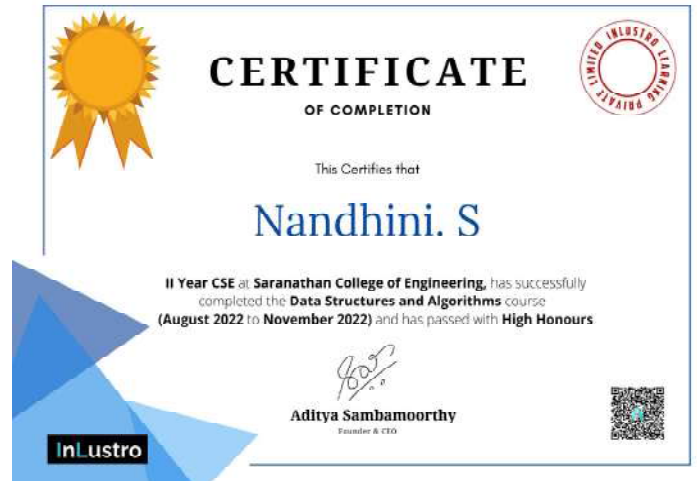 CERTIFICATE
OF COMPLETION
INLUSTRO LEARNING PRIVATE LIMITED
This Certifies that
Nandhini. S
II Year CSE at Saranathan College of Engineering, has successfully
completed the Data Structures and Algorithms course
(August 2022 to November 2022) and has passed with High Honours
Aditya Sambamoorthy
Founder & CEO
InLustro